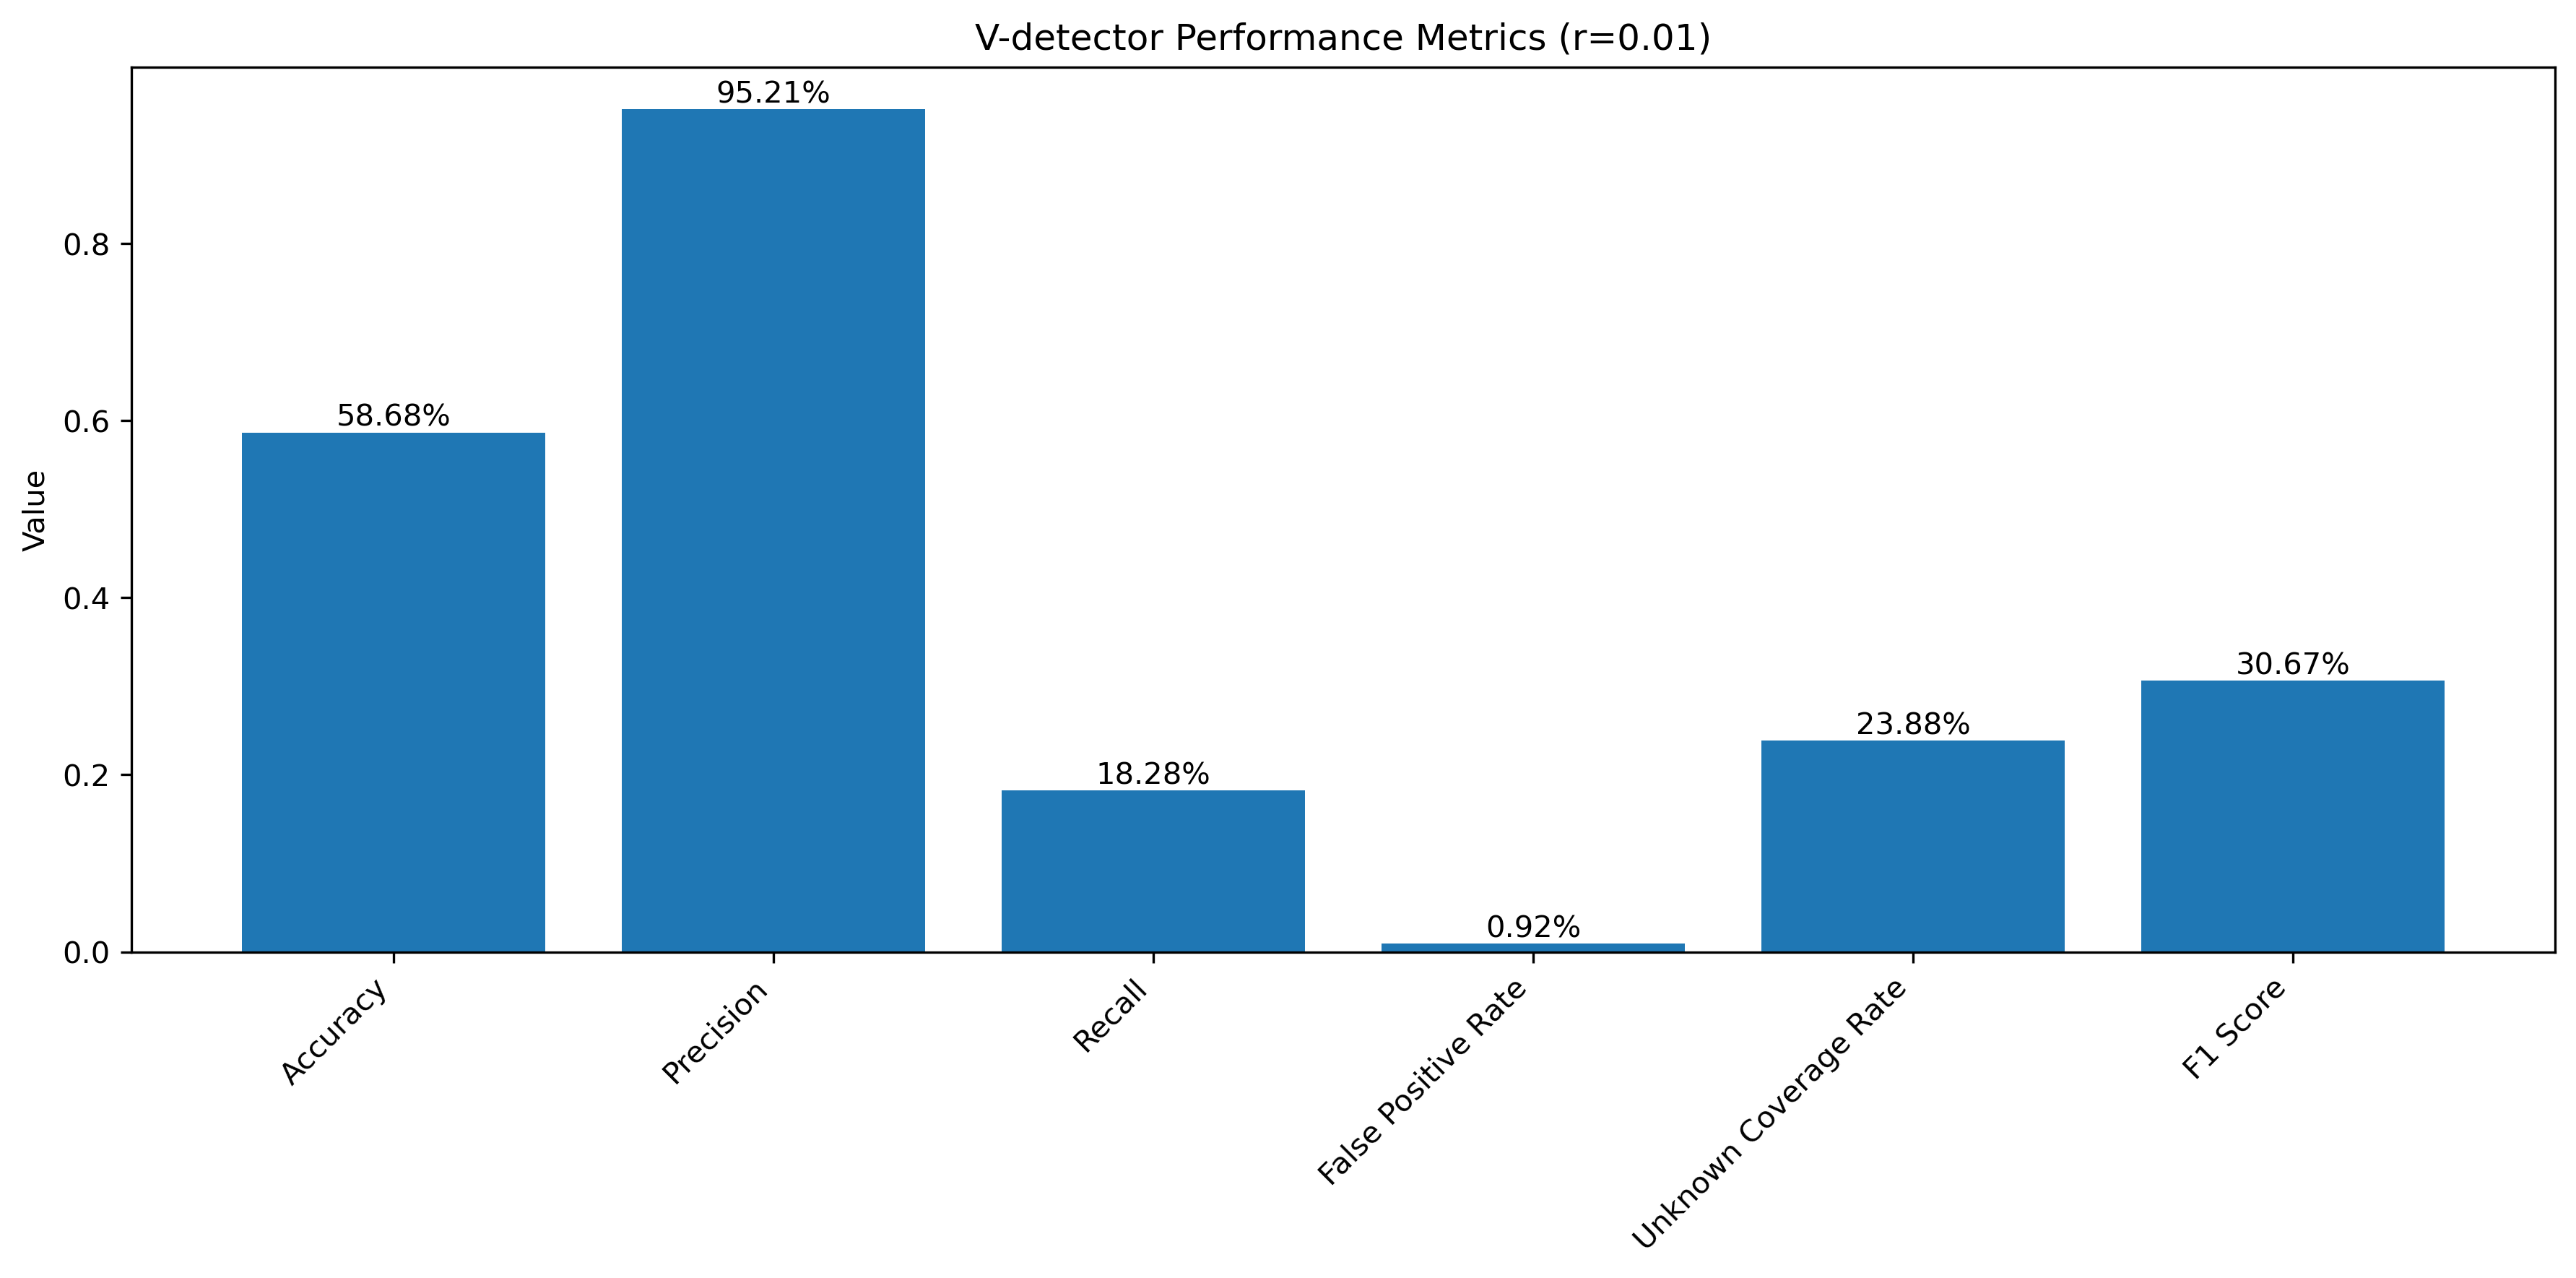 V-detector Performance Metrics (r=0.01)
Value
0.8
0.6
0.4
0.2
0.0
58.68%
95.21%
18.28%
0.92%
23.88%
30.67%
Accuracy
Precision
Recall
False Positive Rate
Unknown Coverage Rate
F1 Score